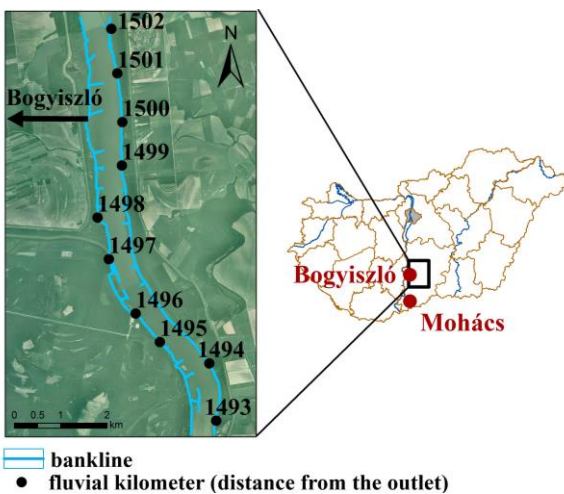 1502
N
1501
Bogyiszló
1500
1499
1498
1497
1496
1495
1494
1493
0 0.5 1 2
km
Bogyiszló
Mohács
bankline
fluvial kilometer (distance from the outlet)